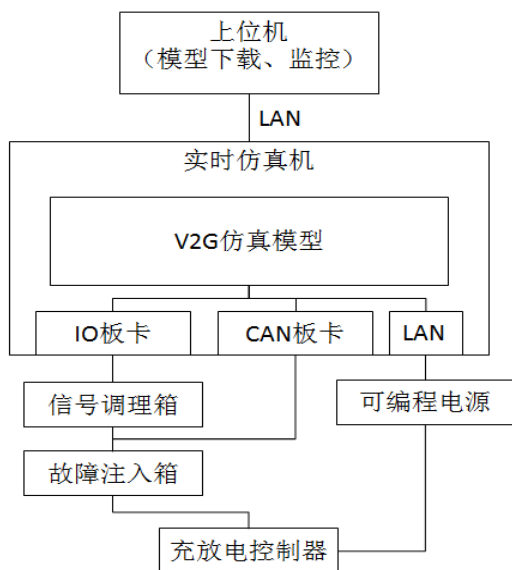 上位机
（模型下载、监控）
LAN
实时仿真机
V2G仿真模型
IO板卡
CAN板卡
LAN
信号调理箱
可编程电源
故障注入箱
充放电控制器